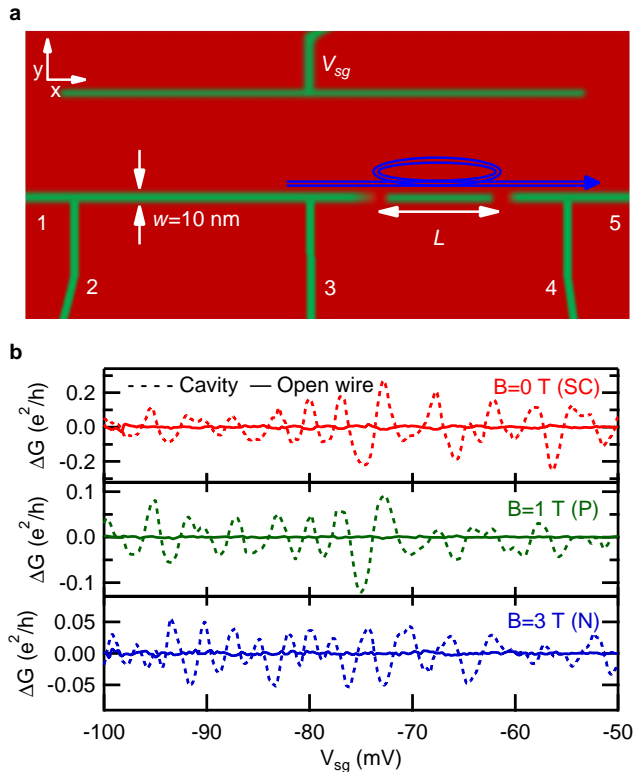 a
y
x
V_sg
1
w=10 nm
5
L
2
3
4
b
Cavity Open wire B=0 T (SC)
0.2
0.0
-0.2
ΔG (e²/h)
B=1 T (P)
0.1
0.0
-0.1
ΔG (e²/h)
B=3 T (N)
0.05
0.00
-0.05
ΔG (e²/h)
-100 -90 -80 -70 -60 -50
V_sg (mV)